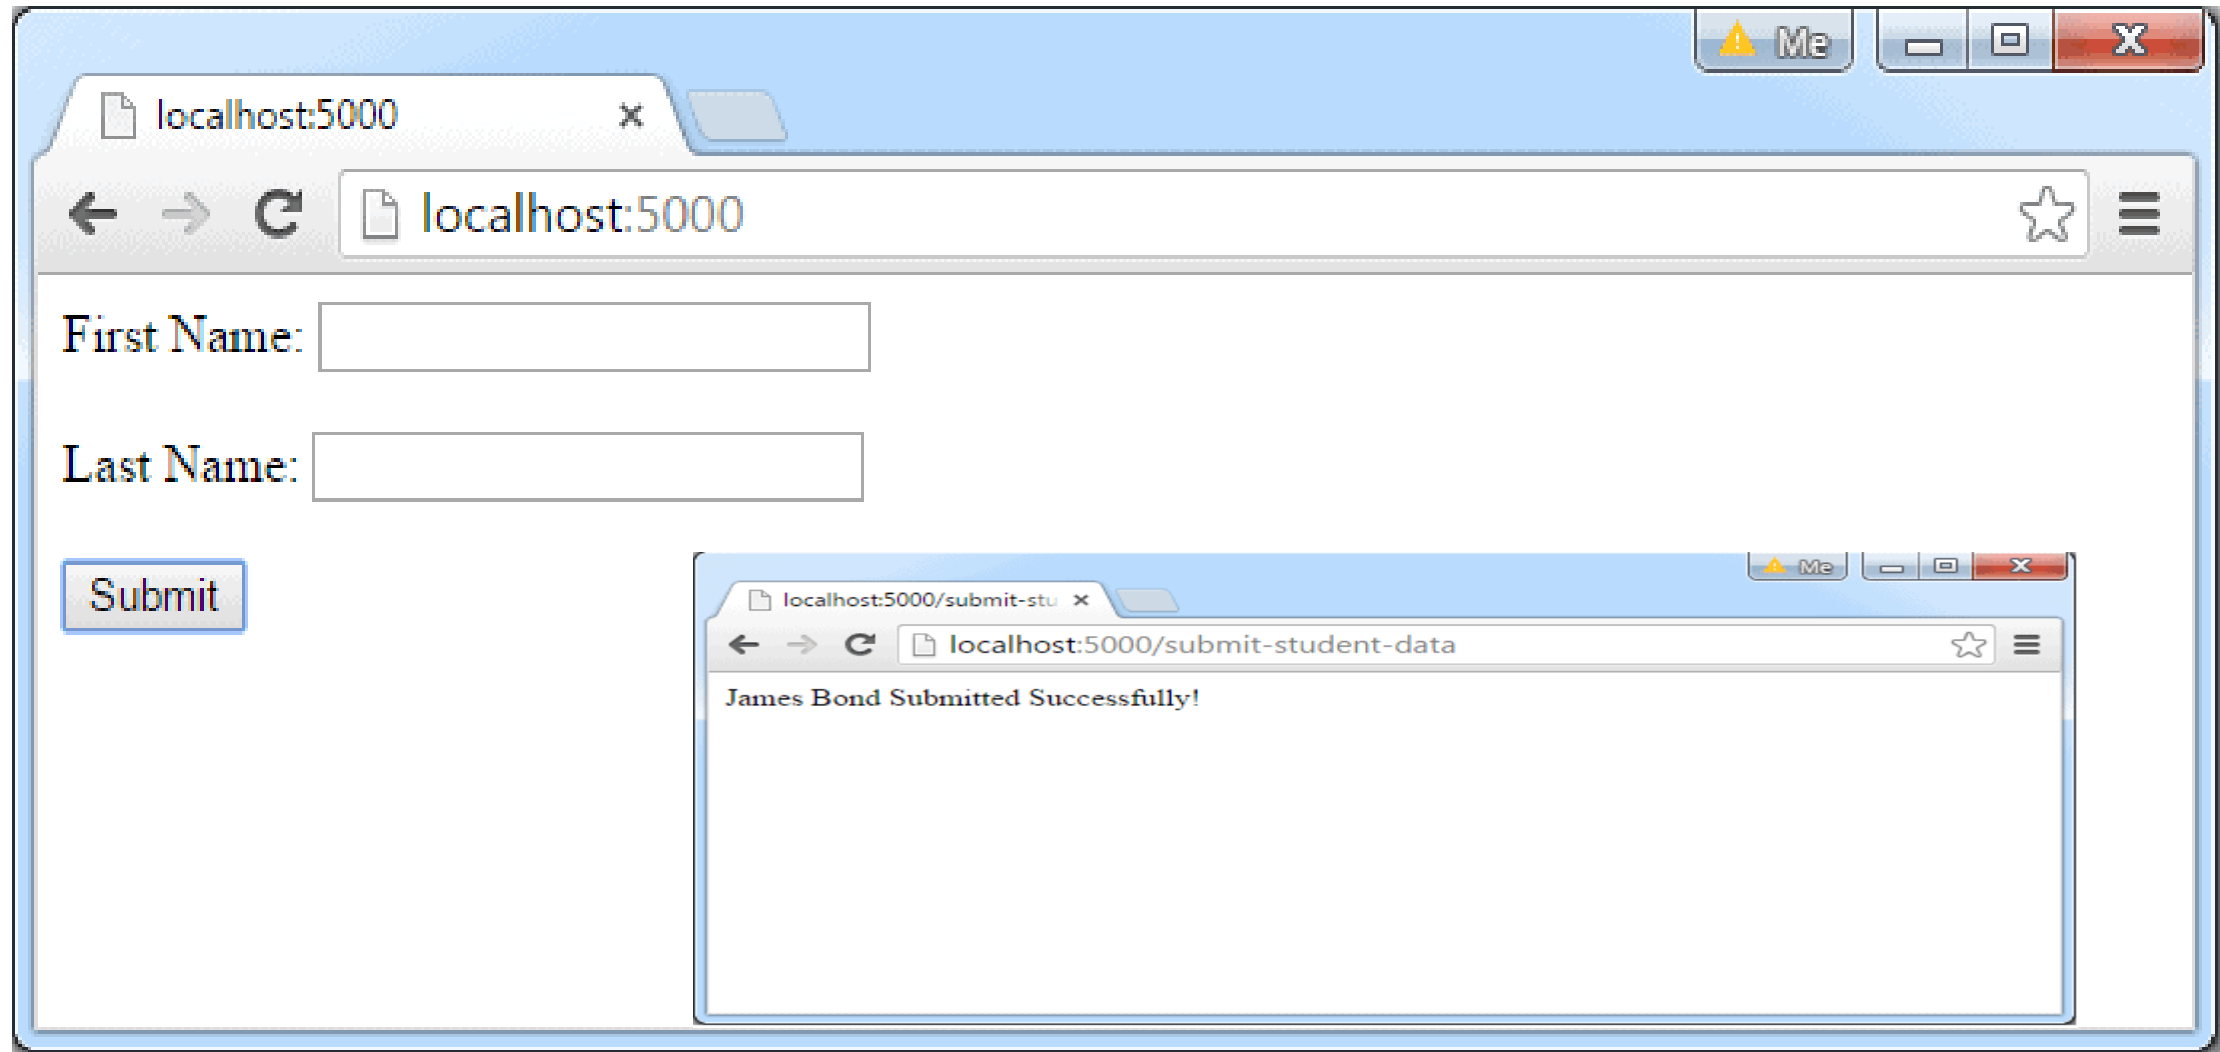 Me
localhost:5000
localhost:5000
First Name:
Last Name:
Submit
Me
localhost:5000/submit-stu
localhost:5000/submit-student-data
James Bond Submitted Successfully!